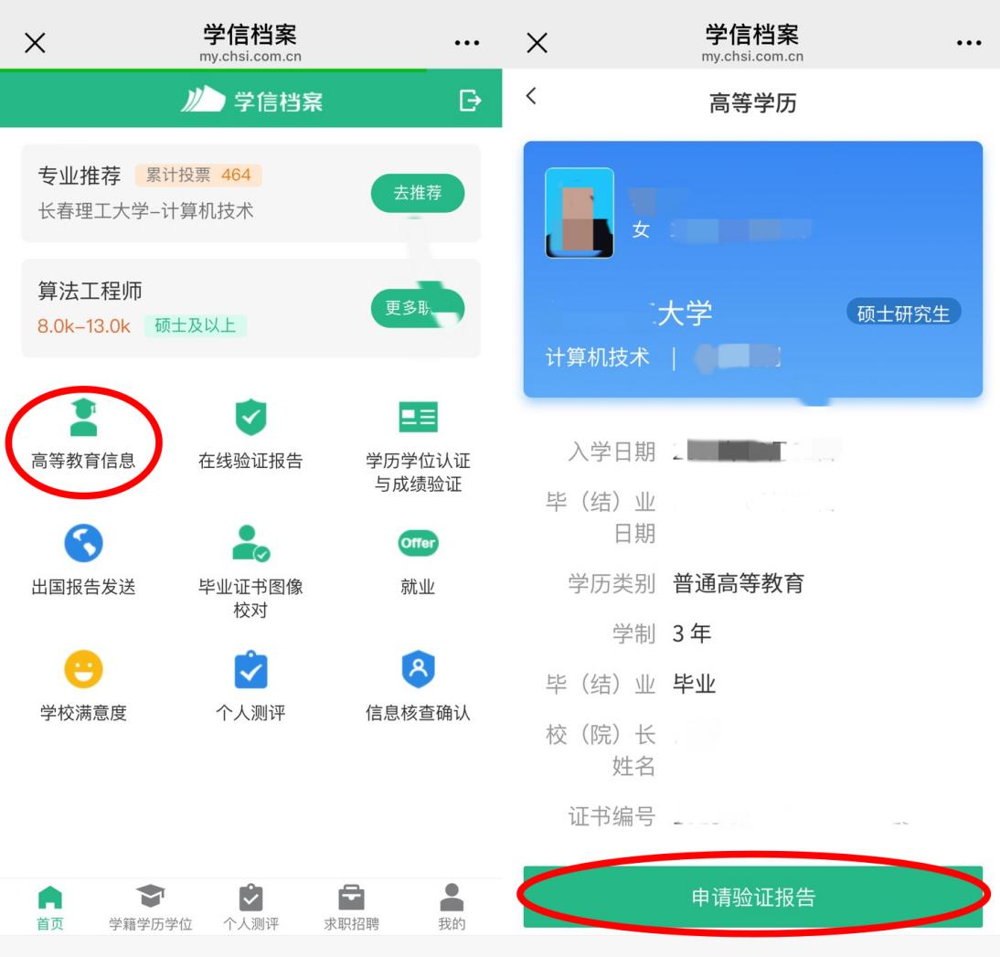 学信档案
my.chsi.com.cn
学信档案
专业推荐 累计投票 464
长春理工大学-计算机技术
去推荐
算法工程师
8.0k-13.0k 硕士及以上
更多职
高等教育信息
在线验证报告
学历学位认证
与成绩验证
出国报告发送
毕业证书图像
校对
Offer
就业
学校满意度
个人测评
信息核查确认
首页
学籍学历学位
个人测评
求职招聘
我的
学信档案
my.chsi.com.cn
高等学历
女
大学
硕士研究生
计算机技术 |
入学日期
毕（结）业
日期
学历类别 普通高等教育
学制 3 年
毕（结）业 毕业
校（院）长
姓名
证书编号
申请验证报告